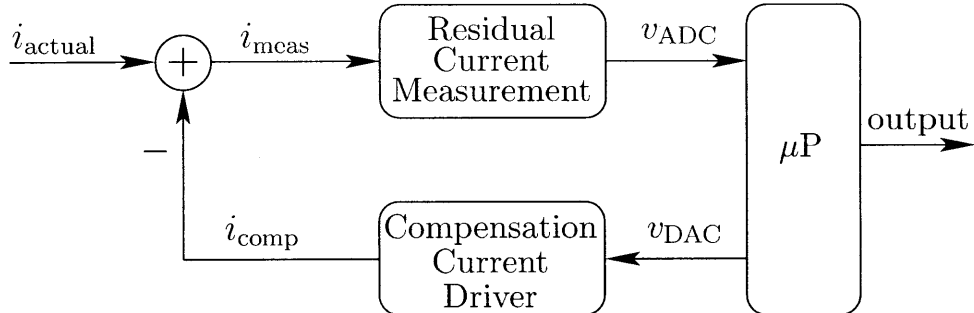 i_actual
i_meas
Residual
Current
Measurement
v_ADC
+
μP
output
−
i_comp
Compensation
Current
Driver
v_DAC